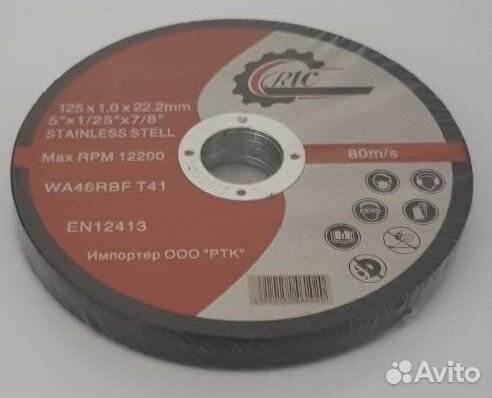 RTC
125 x 1.0 x 22.2mm
5"x1/25"x7/8"
STAINLESS STELL
Max RPM 12200
80m/s
WA46RBF T41
EN12413
Импортер ООО "РТК"
Avito